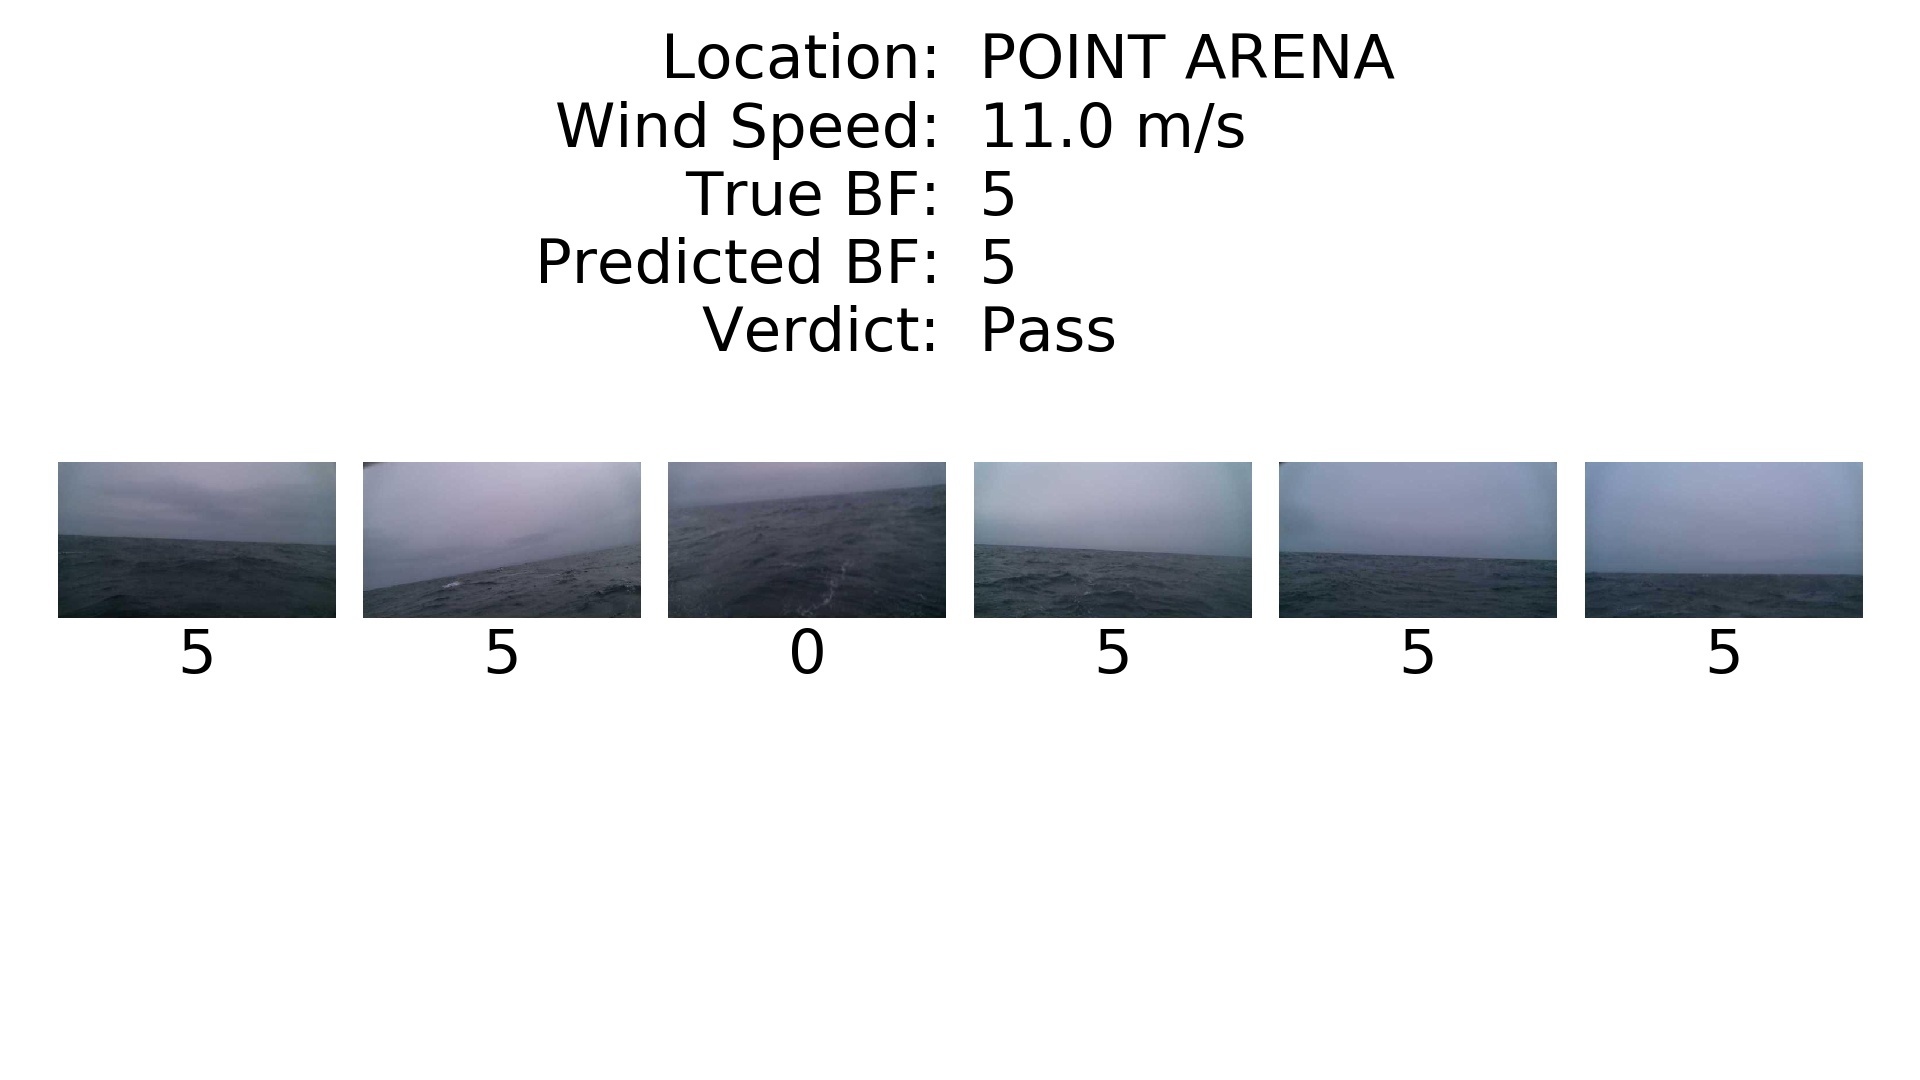 Location: POINT ARENA
Wind Speed: 11.0 m/s
True BF: 5
Predicted BF: 5
Verdict: Pass
5 5 0 5 5 5